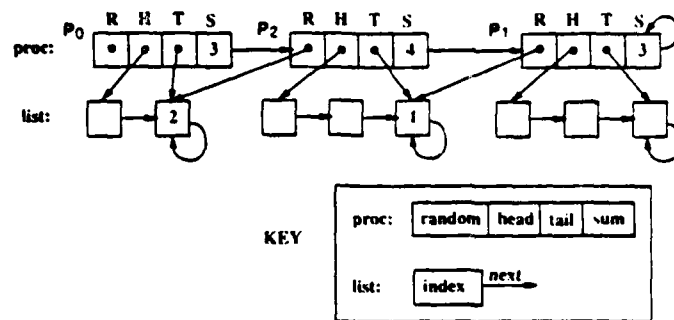 P0 R H T S P2 R H T S P1 R H T S
proc: 3 4 3
list: 2 1
KEY
proc: random head tail sum
list: index next